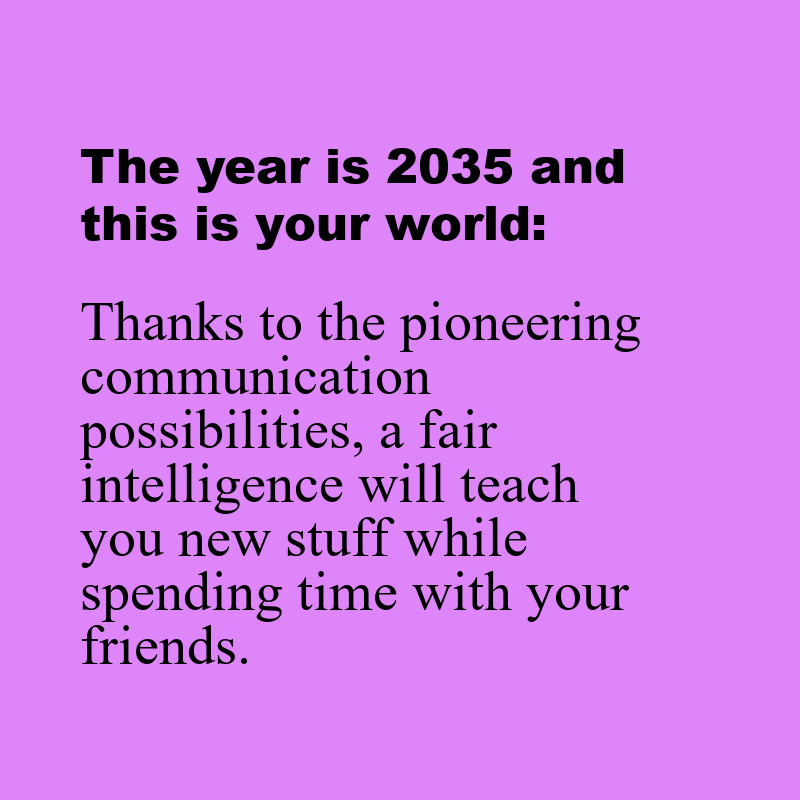 The year is 2035 and
this is your world:
Thanks to the pioneering
communication
possibilities, a fair
intelligence will teach
you new stuff while
spending time with your
friends.